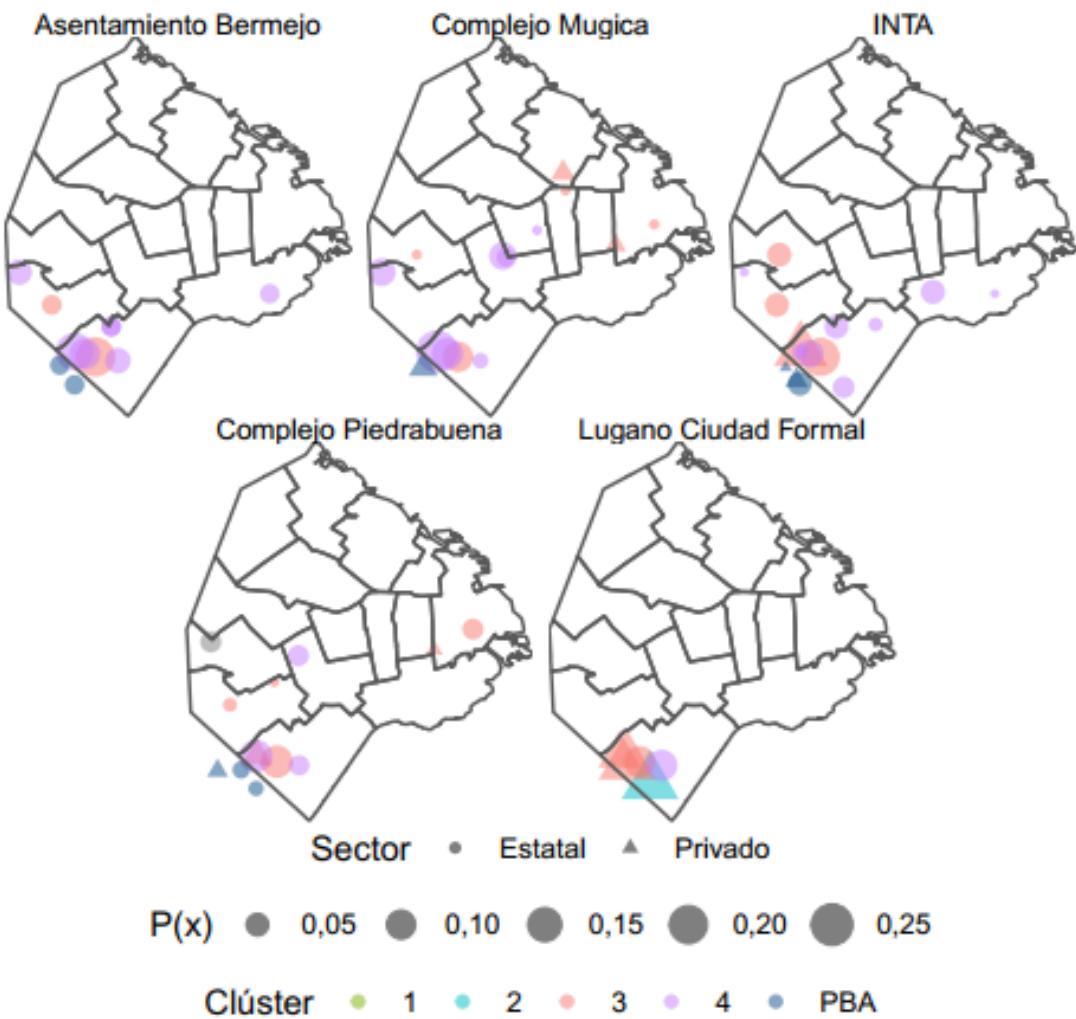 Asentamiento Bermejo Complejo Mugica INTA
Complejo Piedrabuena Lugano Ciudad Formal
Sector Estatal Privado
P(x) 0,05 0,10 0,15 0,20 0,25
Clúster 1 2 3 4 PBA